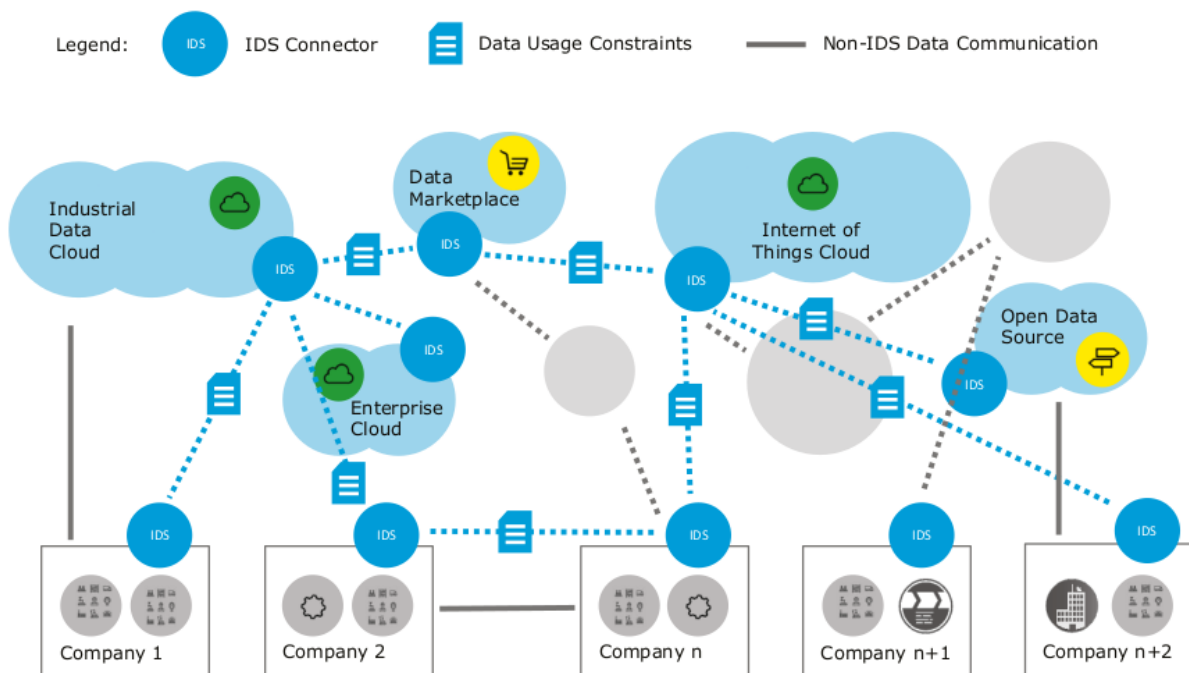 Legend:
IDS
IDS Connector
Data Usage Constraints
Non-IDS Data Communication
Industrial
Data
Cloud
IDS
Data
Marketplace
IDS
Internet of
Things Cloud
IDS
Open Data
Source
IDS
IDS
Enterprise
Cloud
IDS
IDS
IDS
IDS
IDS
Company 1
Company 2
Company n
Company n+1
Company n+2